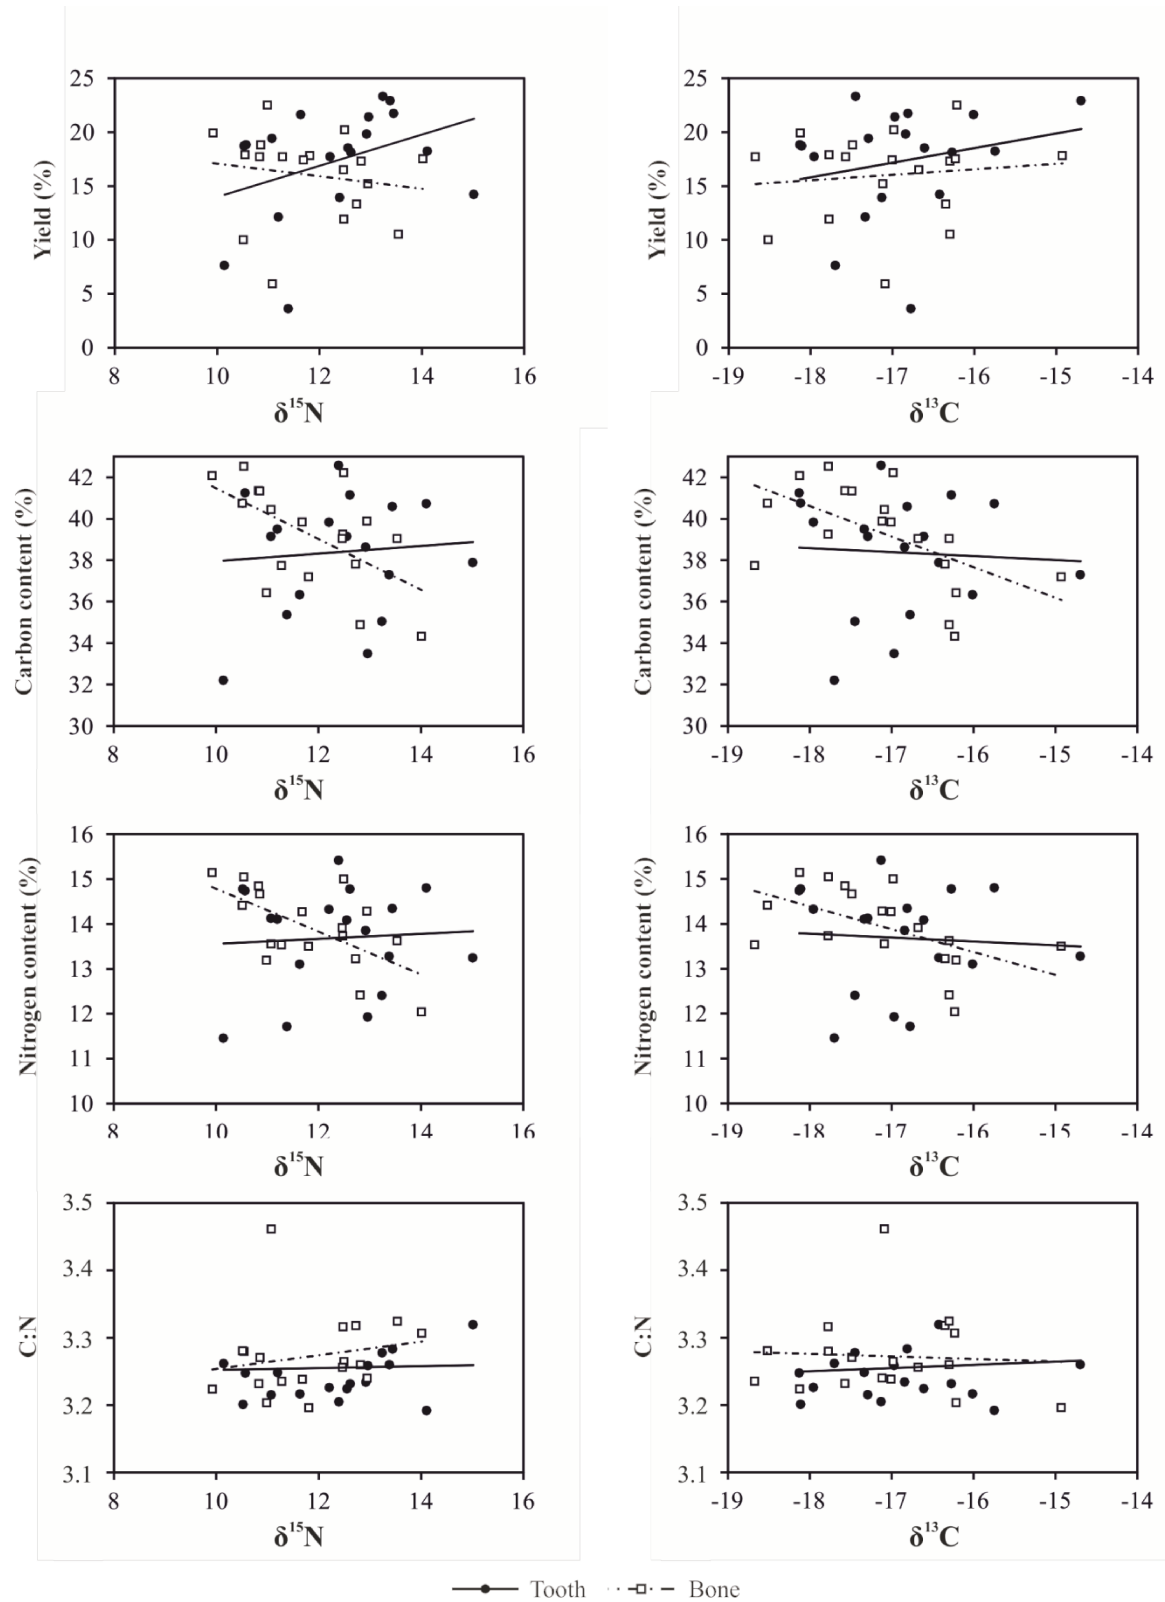 25
20
15
10
5
0
Yield (%)
8 10 12 14 16
δ¹⁵N
25
20
15
10
5
0
Yield (%)
-19 -18 -17 -16 -15 -14
δ¹³C
42
40
38
36
34
32
30
Carbon content (%)
8 10 12 14 16
δ¹⁵N
42
40
38
36
34
32
30
Carbon content (%)
-19 -18 -17 -16 -15 -14
δ¹³C
16
15
14
13
12
11
10
Nitrogen content (%)
8 10 12 14 16
δ¹⁵N
16
15
14
13
12
11
10
Nitrogen content (%)
-19 -18 -17 -16 -15 -14
δ¹³C
3.5
3.4
3.3
3.2
3.1
C:N
8 10 12 14 16
δ¹⁵N
3.5
3.4
3.3
3.2
3.1
C:N
-19 -18 -17 -16 -15 -14
δ¹³C
Tooth Bone